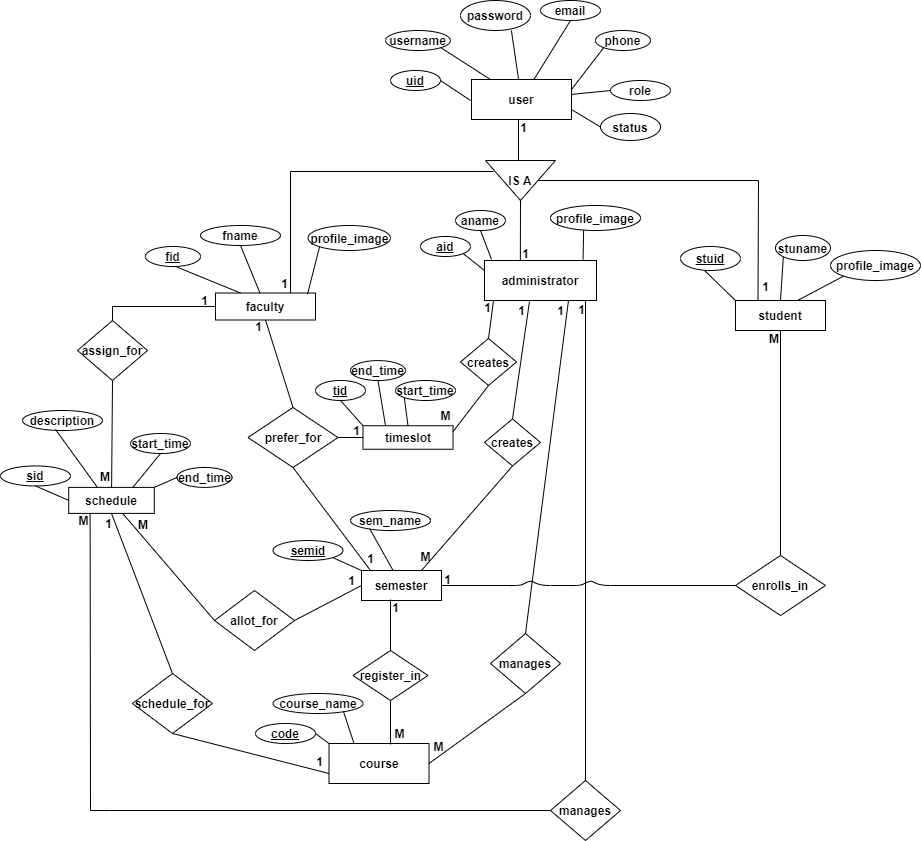 email
password
username
phone
uid
role
user
status
1
IS A
aname
profile_image
fname
profile_image
aid
stuname
fid
stuid
profile_image
1
administrator
1
1
1
faculty
1
1
1
1
student
1
M
assign_for
creates
end_time
tid
start_time
M
description
1
prefer_for
timeslot
start_time
creates
M
sid
end_time
schedule
M
1
M
sem_name
semid
1
M
1
semester
1
enrolls_in
1
allot_for
manages
register_in
schedule_for
course_name
code
M
M
1
course
manages